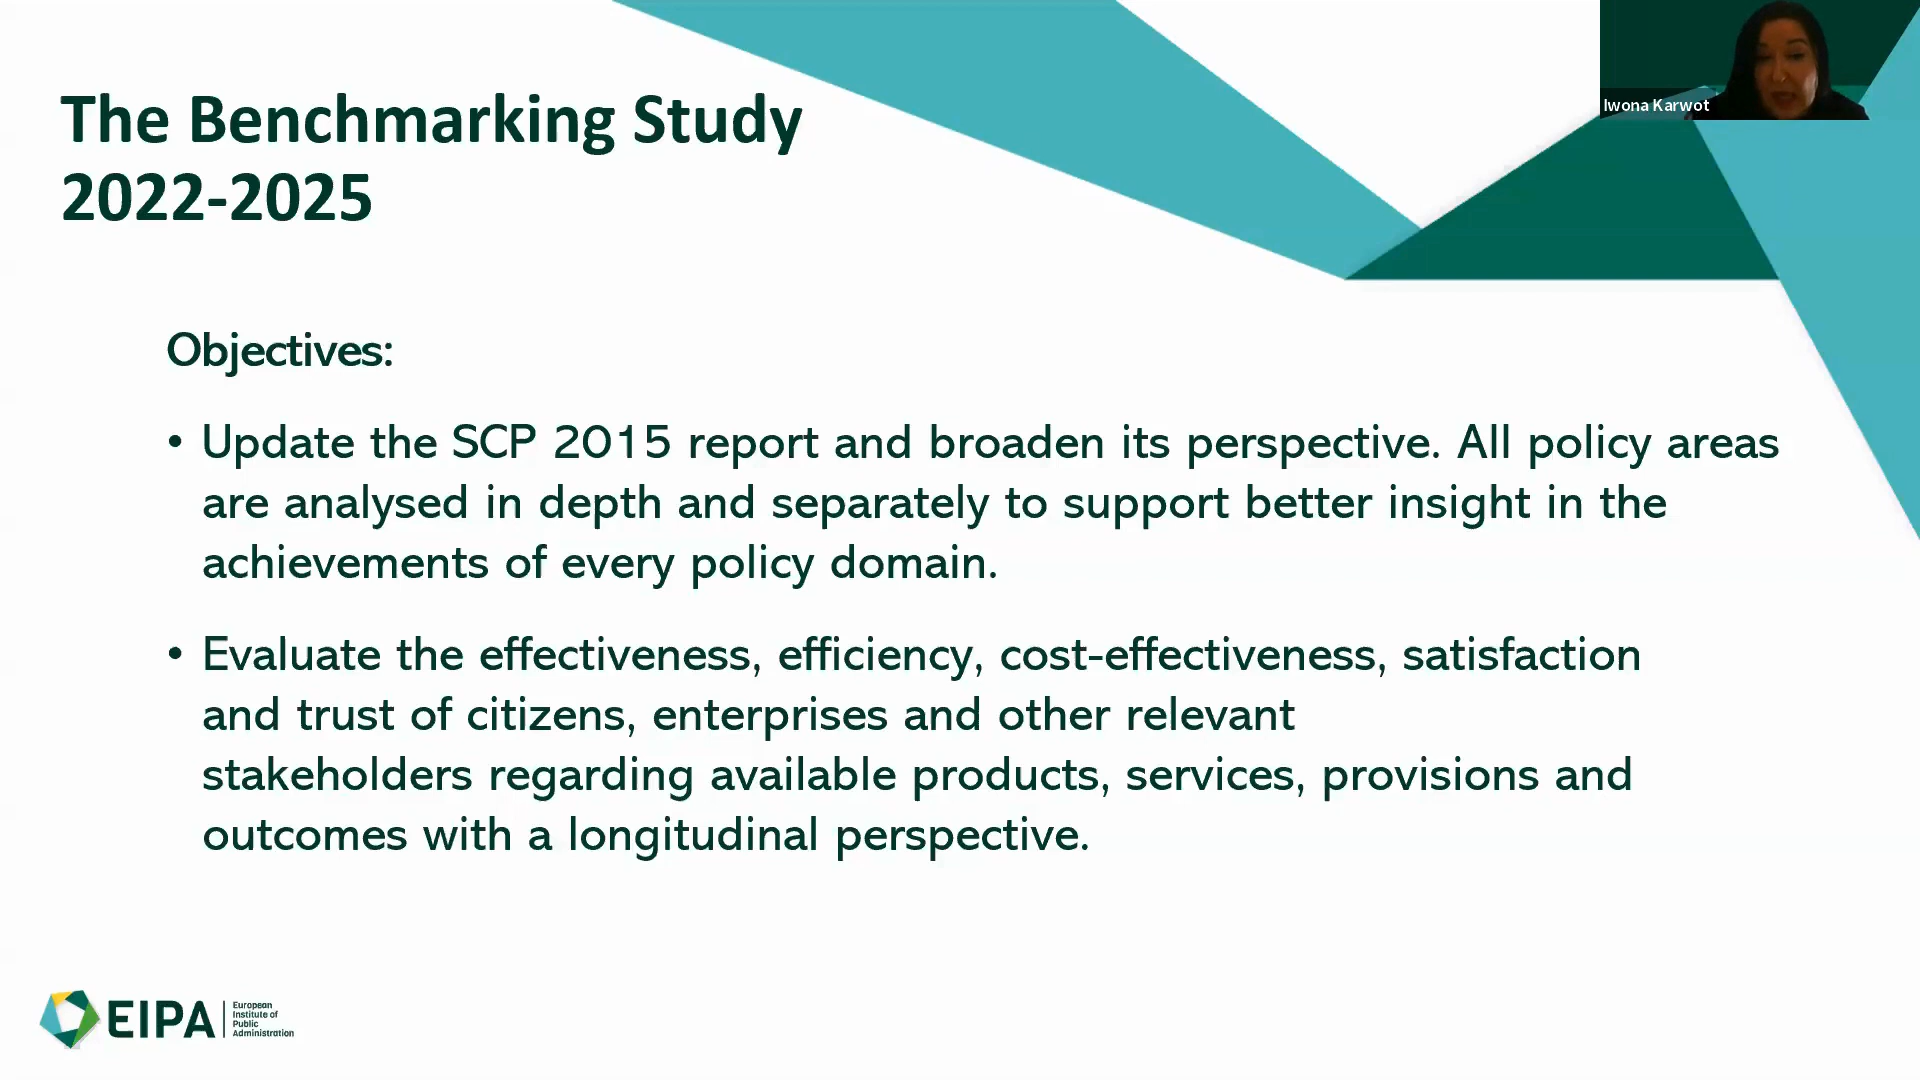 Iwona Karwot
The Benchmarking Study
2022-2025
Objectives:
• Update the SCP 2015 report and broaden its perspective. All policy areas
are analysed in depth and separately to support better insight in the
achievements of every policy domain.
• Evaluate the effectiveness, efficiency, cost-effectiveness, satisfaction
and trust of citizens, enterprises and other relevant
stakeholders regarding available products, services, provisions and
outcomes with a longitudinal perspective.
EIPA
European
Institute of
Public
Administration